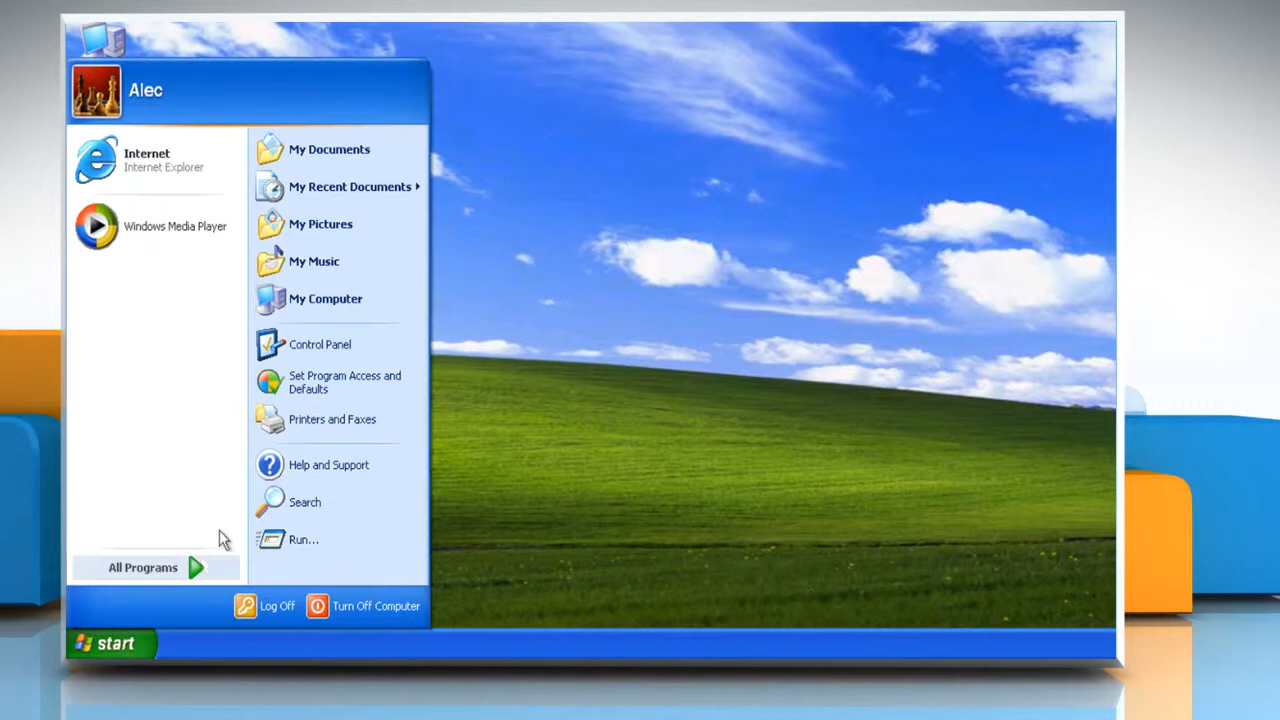 Alec
Internet
Internet Explorer
Windows Media Player
All Programs
My Documents
My Recent Documents
My Pictures
My Music
My Computer
Control Panel
Set Program Access and
Defaults
Printers and Faxes
Help and Support
Search
Run...
Log Off
Turn Off Computer
start